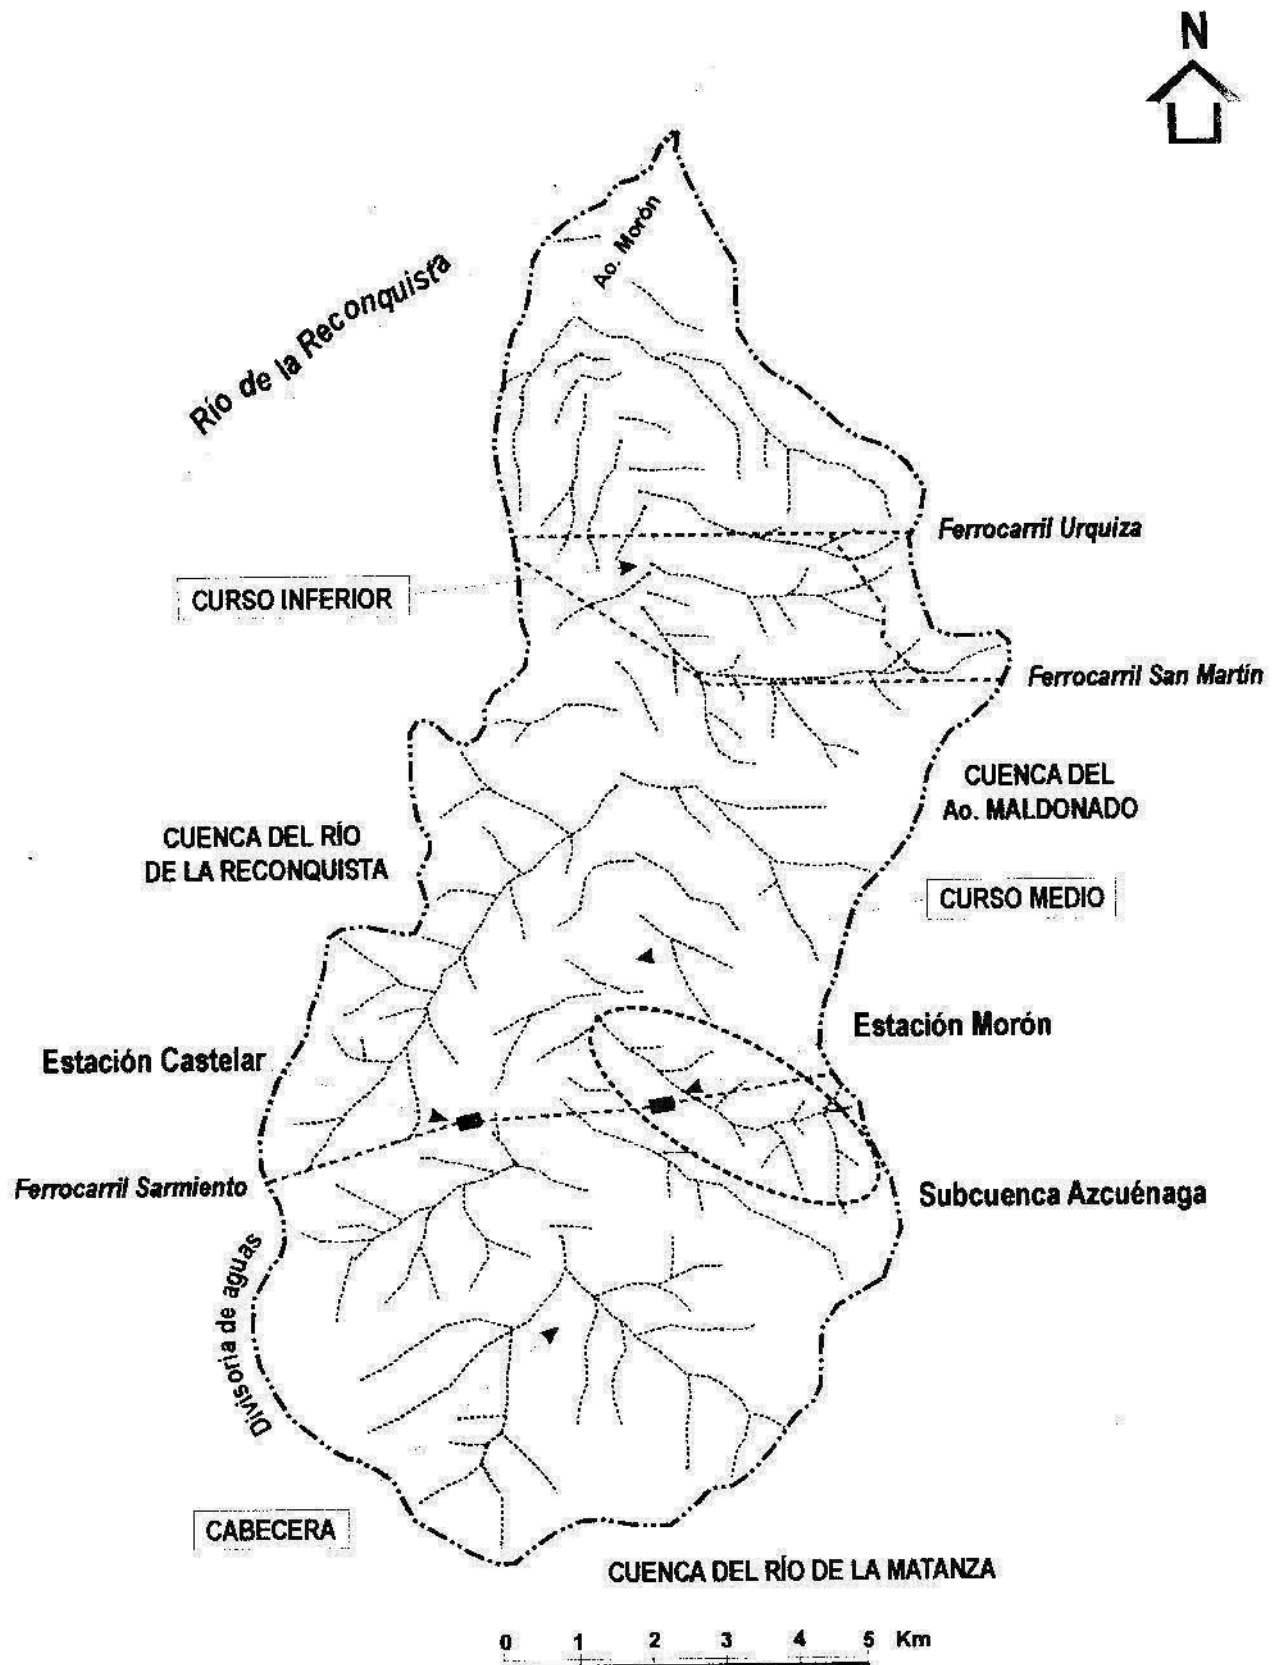 N
Ao. Morón
Río de la Reconquista
Ferrocarril Urquiza
CURSO INFERIOR
Ferrocarril San Martín
CUENCA DEL
Ao. MALDONADO
CUENCA DEL RÍO
DE LA RECONQUISTA
CURSO MEDIO
Estación Morón
Estación Castelar
Ferrocarril Sarmiento
Subcuenca Azcuénaga
Divisoria de aguas
CABECERA
CUENCA DEL RÍO DE LA MATANZA
0 1 2 3 4 5 Km